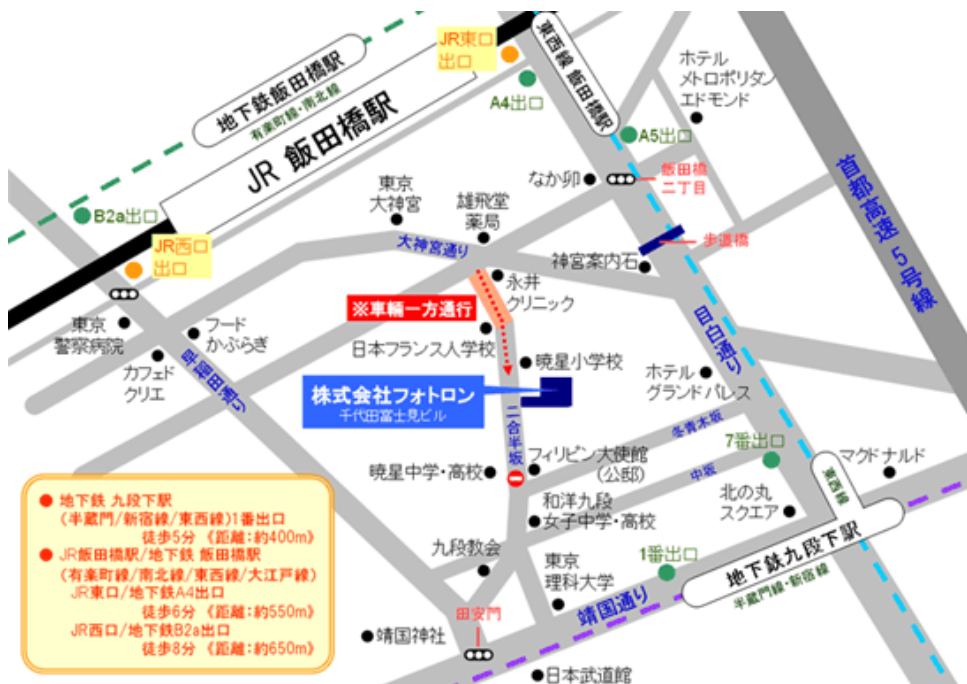 地下鉄飯田橋駅
有楽町線・南北線
JR 飯田橋駅
JR東口
出口
A4出口
東西線 飯田橋駅
A5出口
ホテル
メトロポリタン
エドモンド
首都高速 5号線
なか卯
飯田橋
二丁目
B2a出口
JR西口
出口
東京
大神宮
雄飛堂
薬局
大神宮通り
歩道橋
神宮案内石
永井
クリニック
※車輌一方通行
日本フランス人学校
目白通り
東京
警察病院
フード
かぶらぎ
カフェド
クリエ
早稲田通り
暁星小学校
株式会社フォトロン
千代田富士見ビル
ホテル
グランドパレス
二合半坂
冬青木坂
7番出口
フィリピン大使館
(公邸)
暁星中学・高校
中坂
マクドナルド
東西線
北の丸
スクエア
和洋九段
女子中学・高校
九段教会
東京
理科大学
1番出口
地下鉄九段下駅
半蔵門線・新宿線
靖国通り
田安門
靖国神社
日本武道館
● 地下鉄 九段下駅
(半蔵門/新宿線/東西線)1番出口
徒歩5分 《距離:約400m》
● JR飯田橋駅/地下鉄 飯田橋駅
(有楽町線/南北線/東西線/大江戸線)
JR東口/地下鉄A4出口
徒歩6分 《距離:約550m》
JR西口/地下鉄B2a出口
徒歩8分 《距離:約650m》